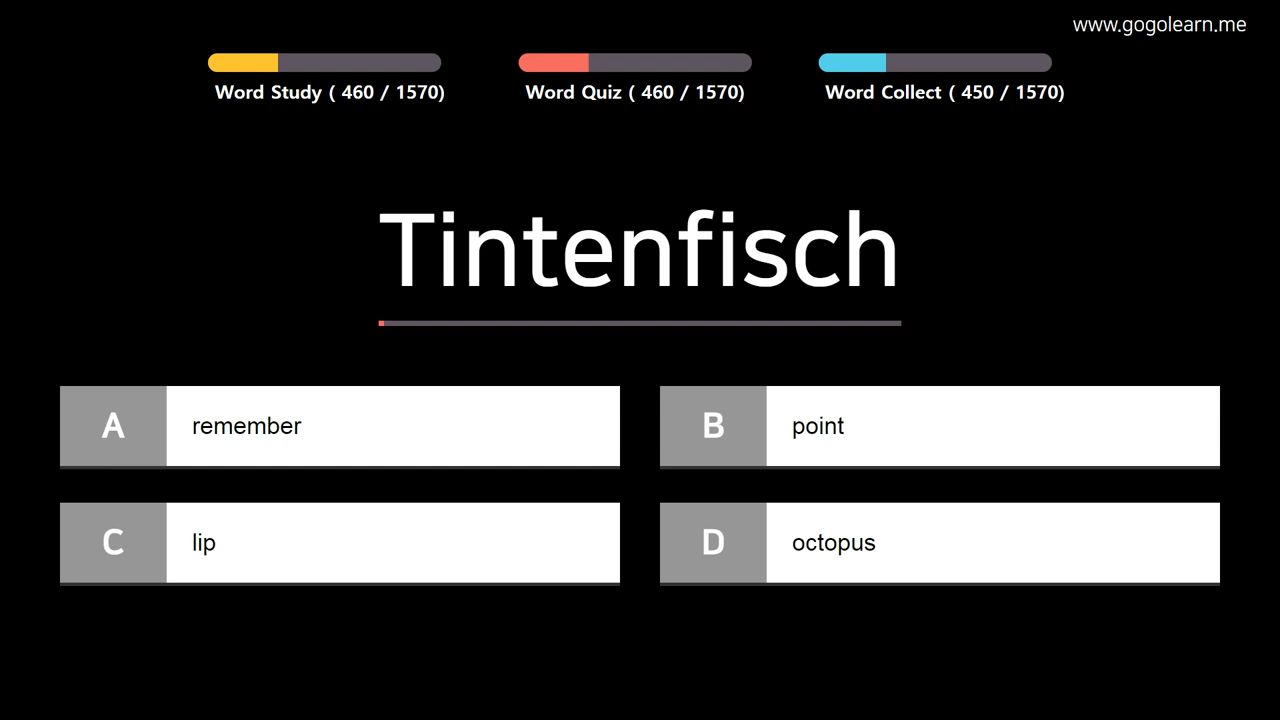 www.gogolearn.me
Word Study ( 460 / 1570)
Word Quiz ( 460 / 1570)
Word Collect ( 450 / 1570)
Tintenfisch
A remember
B point
C lip
D octopus